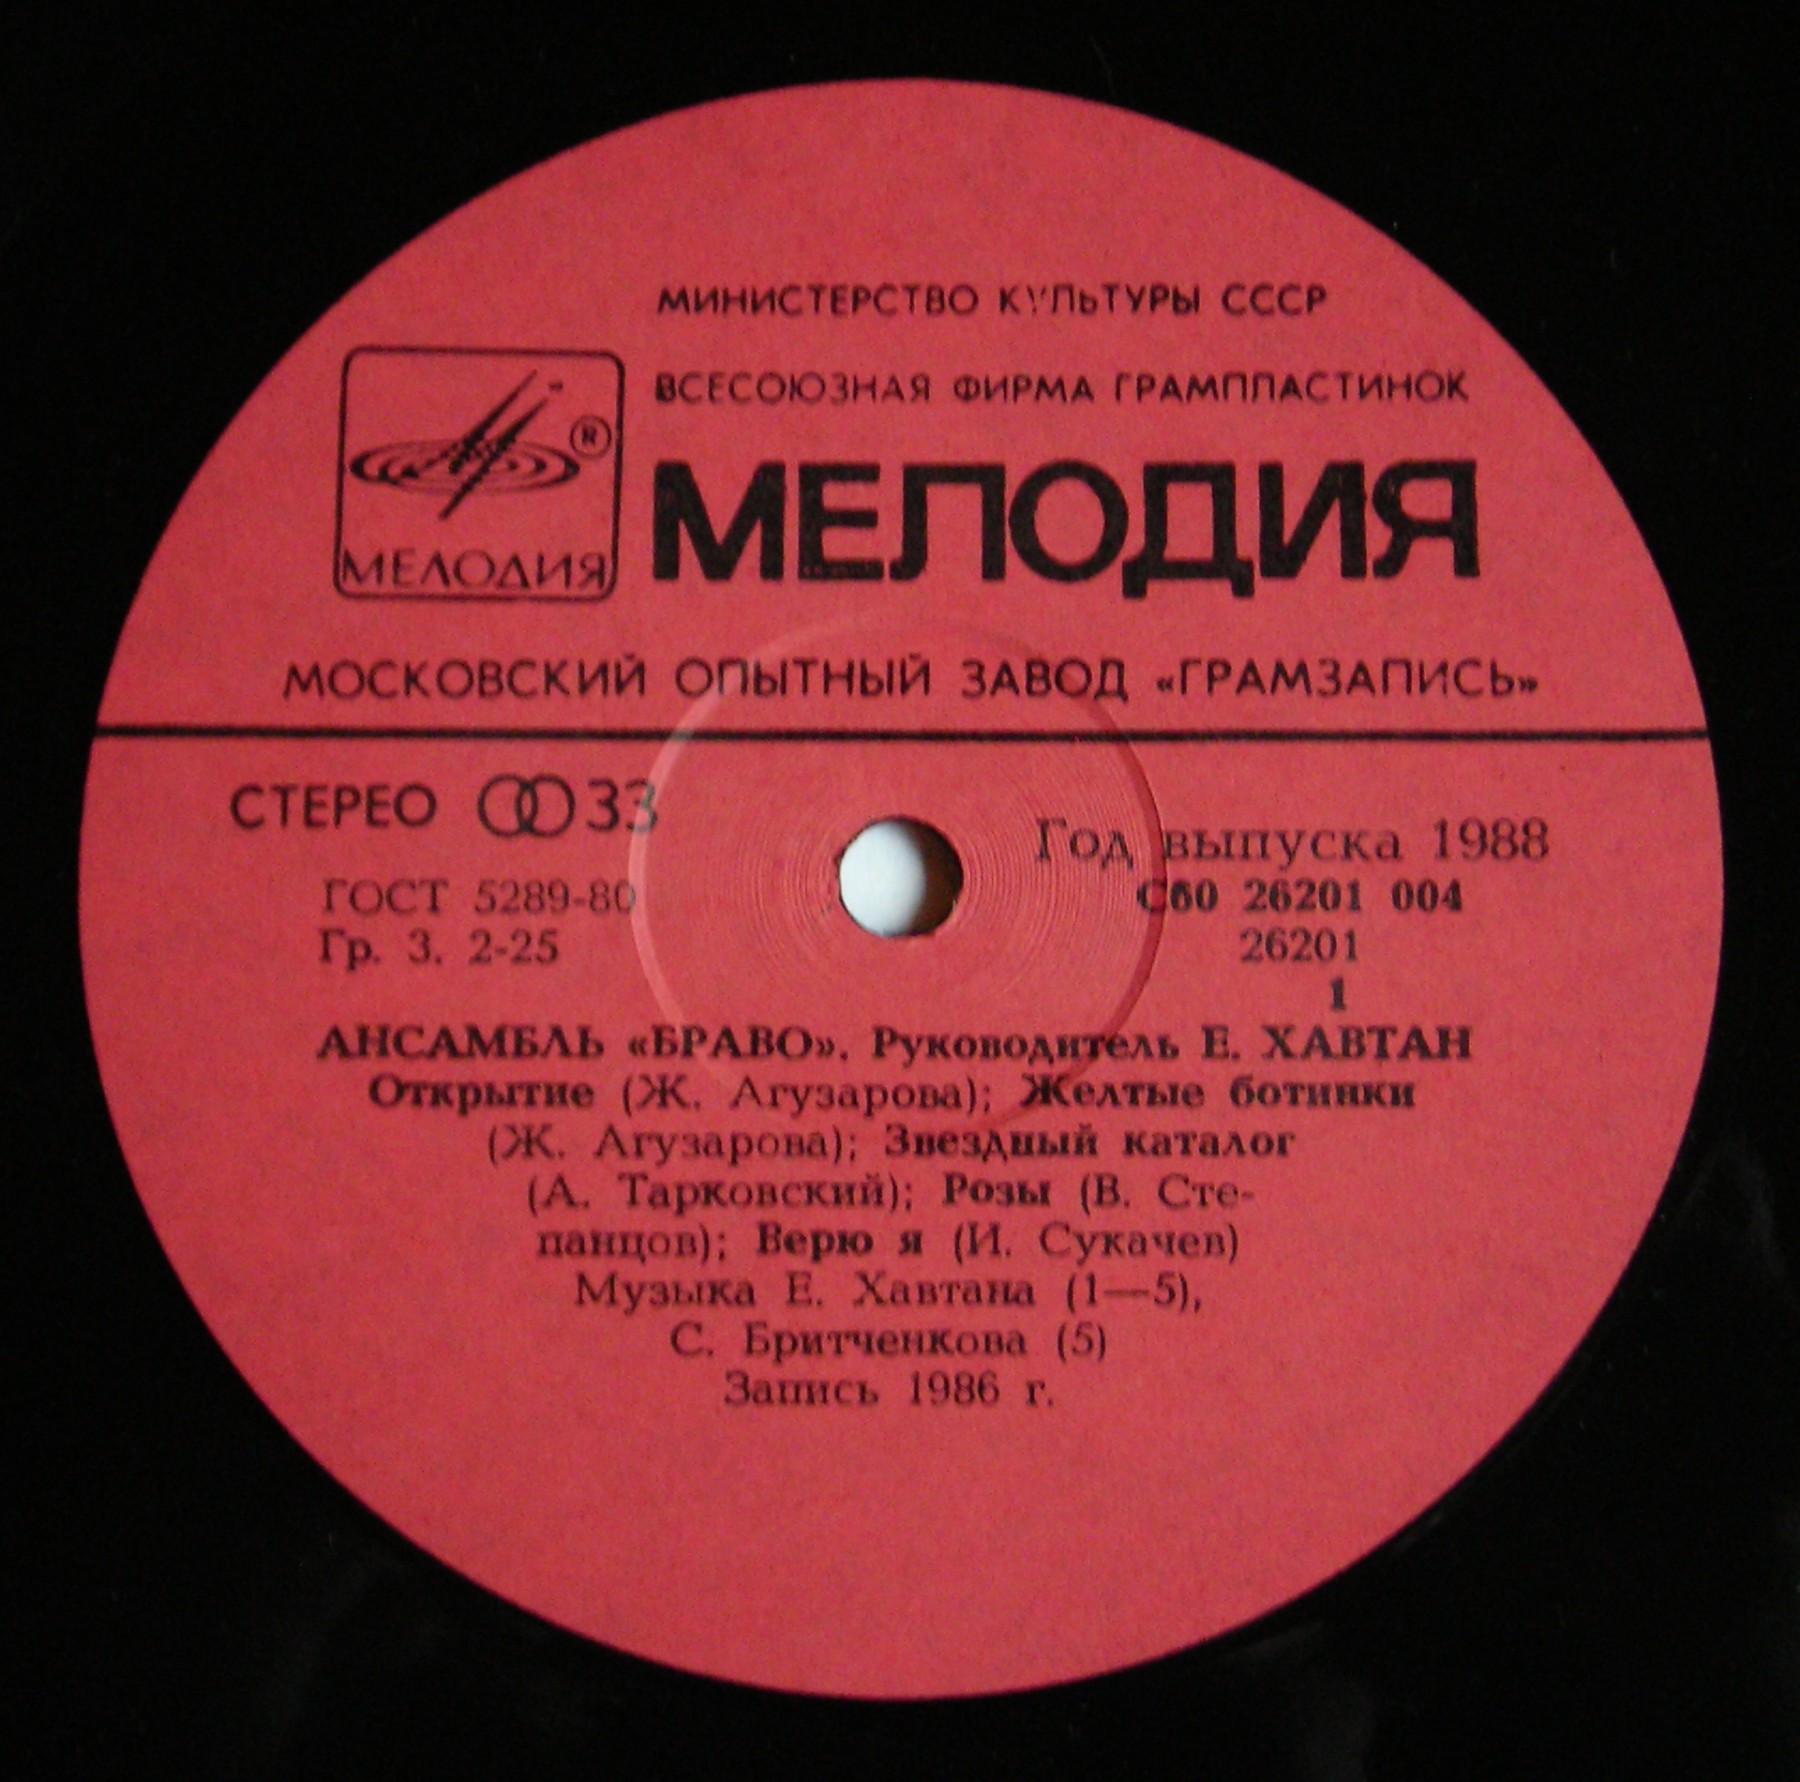 МИНИСТЕРСТВО КУЛЬТУРЫ СССР
ВСЕСОЮЗНАЯ ФИРМА ГРАМПЛАСТИНОК
®
МЕЛОДИЯ
МЕЛОДИЯ
МОСКОВСКИЙ ОПЫТНЫЙ ЗАВОД «ГРАМЗАПИСЬ»
СТЕРЕО 33
Год выпуска 1988
ГОСТ 5289-80
С60 26201 004
Гр. 3. 2-25
26201
1
АНСАМБЛЬ «БРАВО». Руководитель Е. ХАВТАН
Открытие (Ж. Агузарова); Желтые ботинки
(Ж. Агузарова); Звездный каталог
(А. Тарковский); Розы (В. Сте-
панцов); Верю я (И. Сукачев)
Музыка Е. Хавтана (1—5),
С. Бритченкова (5)
Запись 1986 г.